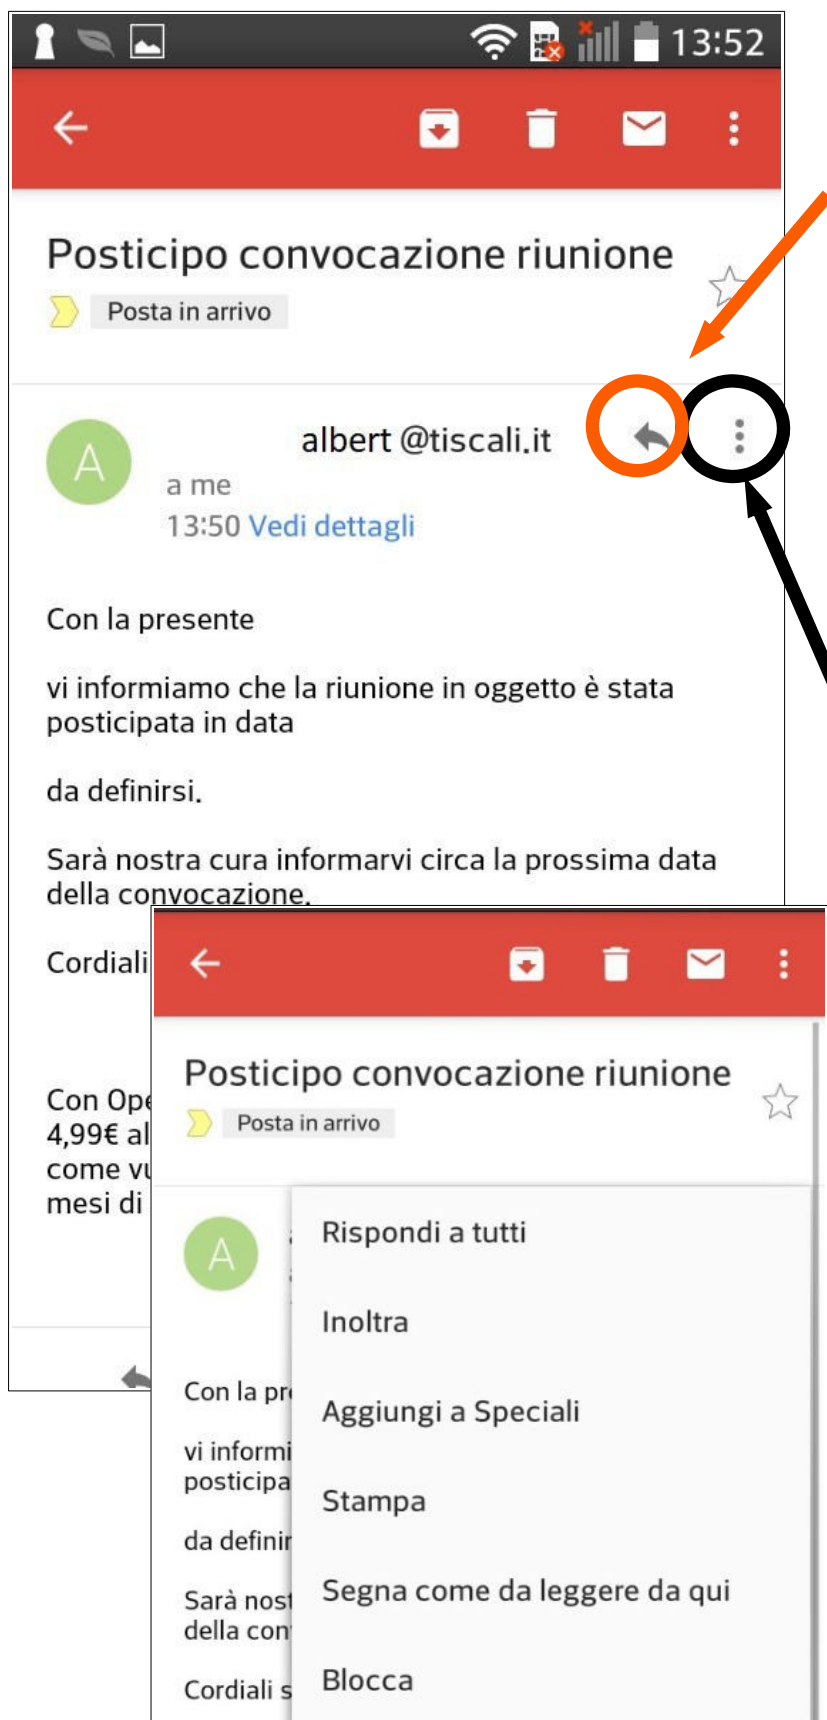 13:52
Posticipo convocazione riunione
Posta in arrivo
A
albert @tiscali.it
a me
13:50 Vedi dettagli
Con la presente
vi informiamo che la riunione in oggetto è stata
posticipata in data
da definirsi.
Sarà nostra cura informarvi circa la prossima data
della convocazione.
Cordiali
Con Ope
4,99€ al
come vu
mesi di
Posticipo convocazione riunione
Posta in arrivo
A
Rispondi a tutti
Inoltra
Aggiungi a Speciali
Stampa
Segna come da leggere da qui
Blocca
Con la pre
vi informi
posticipa
da definir
Sarà nost
della con
Cordiali s